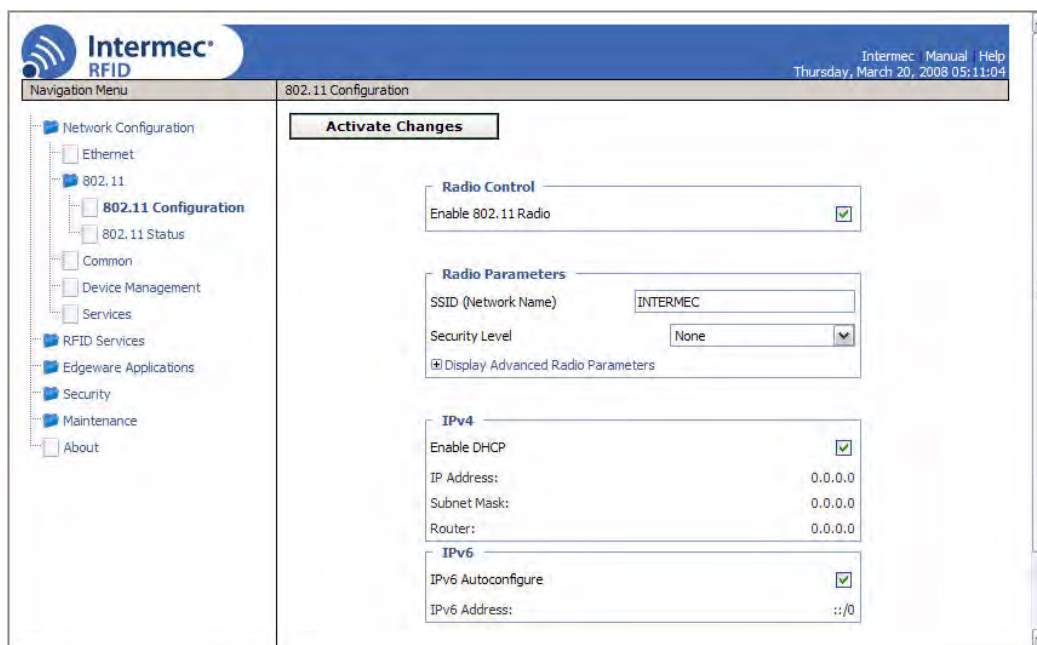 Intermec®
RFID
Intermec Manual Help
Thursday, March 20, 2008 05:11:04
Navigation Menu
802.11 Configuration
Network Configuration
Ethernet
802.11
802.11 Configuration
802.11 Status
Common
Device Management
Services
RFID Services
Edgeware Applications
Security
Maintenance
About
Activate Changes
Radio Control
Enable 802.11 Radio
Radio Parameters
SSID (Network Name) INTERMEC
Security Level None
Display Advanced Radio Parameters
IPv4
Enable DHCP
IP Address: 0.0.0.0
Subnet Mask: 0.0.0.0
Router: 0.0.0.0
IPv6
IPv6 Autoconfigure
IPv6 Address: ::/0